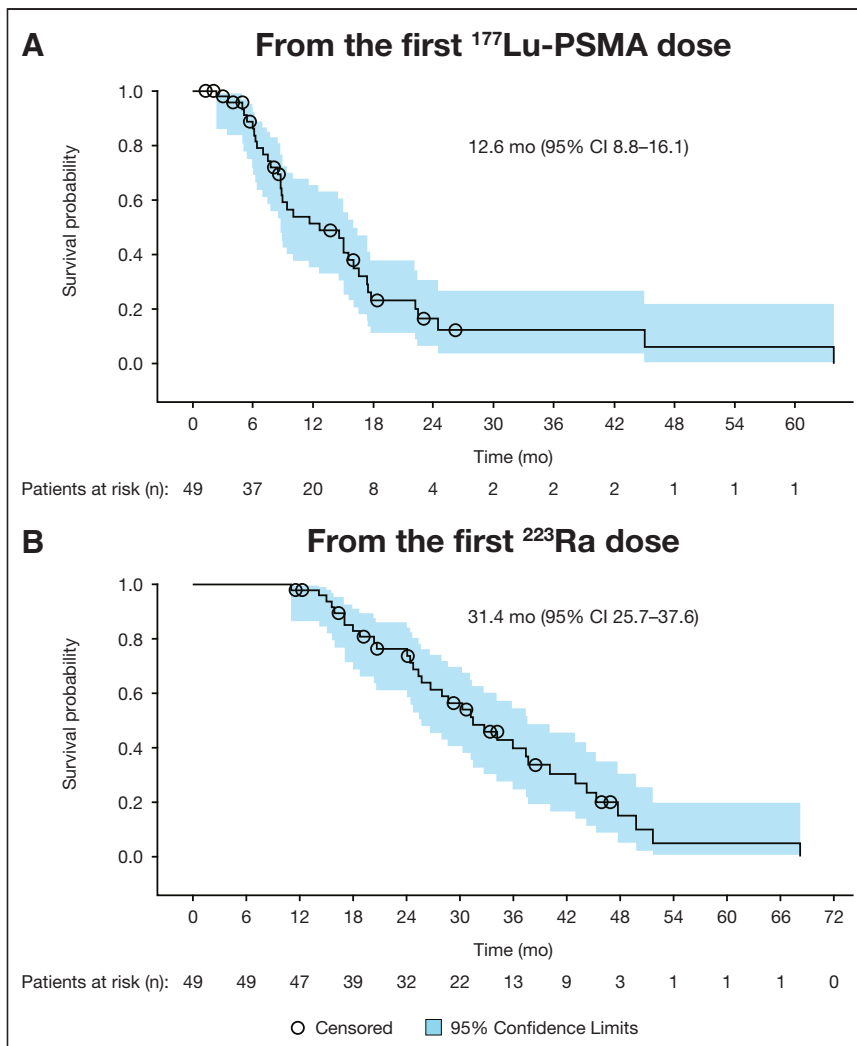 A From the first ¹⁷⁷Lu-PSMA dose
12.6 mo (95% CI 8.8–16.1)
Survival probability
1.0
0.8
0.6
0.4
0.2
0.0
0 6 12 18 24 30 36 42 48 54 60
Time (mo)
Patients at risk (n): 49 37 20 8 4 2 2 2 1 1 1
B From the first ²²³Ra dose
31.4 mo (95% CI 25.7–37.6)
Survival probability
1.0
0.8
0.6
0.4
0.2
0.0
0 6 12 18 24 30 36 42 48 54 60 66 72
Time (mo)
Patients at risk (n): 49 49 47 39 32 22 13 9 3 1 1 1 0
Censored 95% Confidence Limits